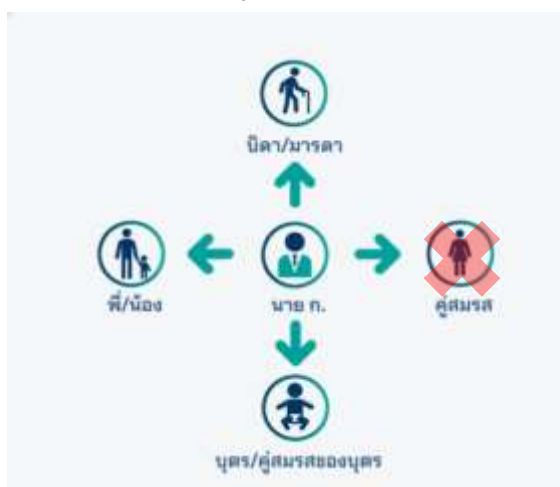 บิดา/มารดา
พี่/น้อง
นาย ก.
คู่สมรส
บุตร/คู่สมรสของบุตร